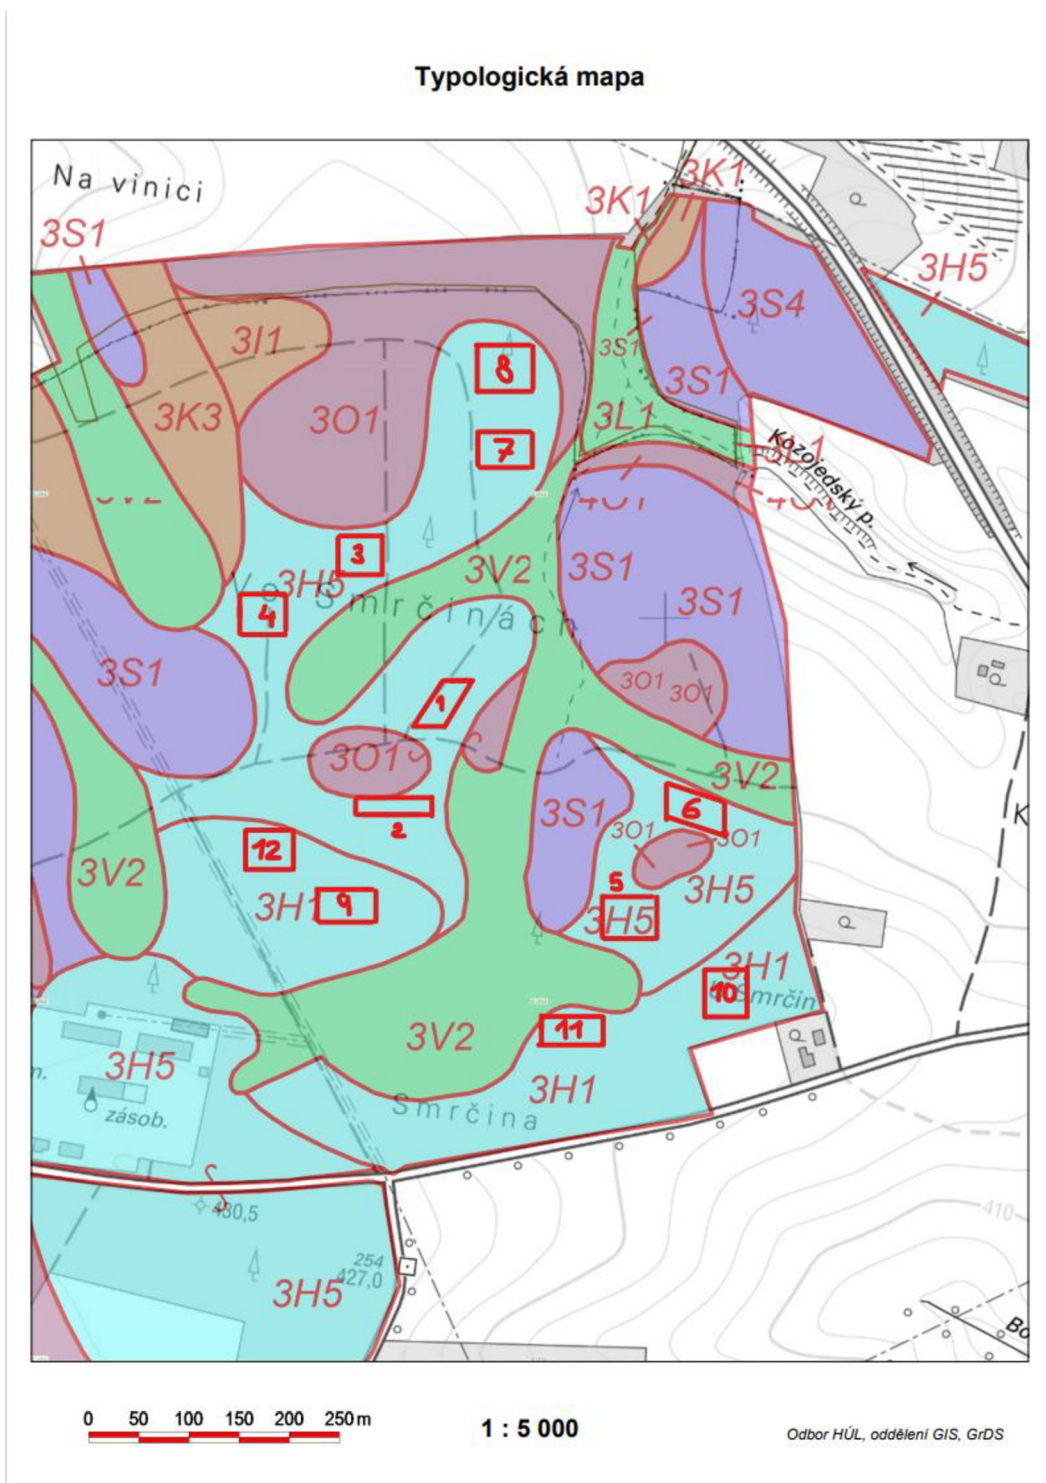 Typologická mapa
Na vinici
3K1
3K1
3S1
3H5
3I1
3S4
3S1
8
3K3
3O1
3S1
3L1
7
Kozojedský p.
3V2
4O1
3
3V2
3S1
3H5
Ve Smrčinách
4
3S1
3S1
3O1
3O1
1
3O1
3V2
3S1
6
2
K
3O1
3O1
12
3V2
5
3H5
3H1
9
3H5
3H1
10
Smrčin
3V2
11
3H5
3H1
m.
zásob.
Smrčina
430,5
410
254
427,0
3H5
Bo
0 50 100 150 200 250 m
1 : 5 000
Odbor HÚL, oddělení GIS, GrDS